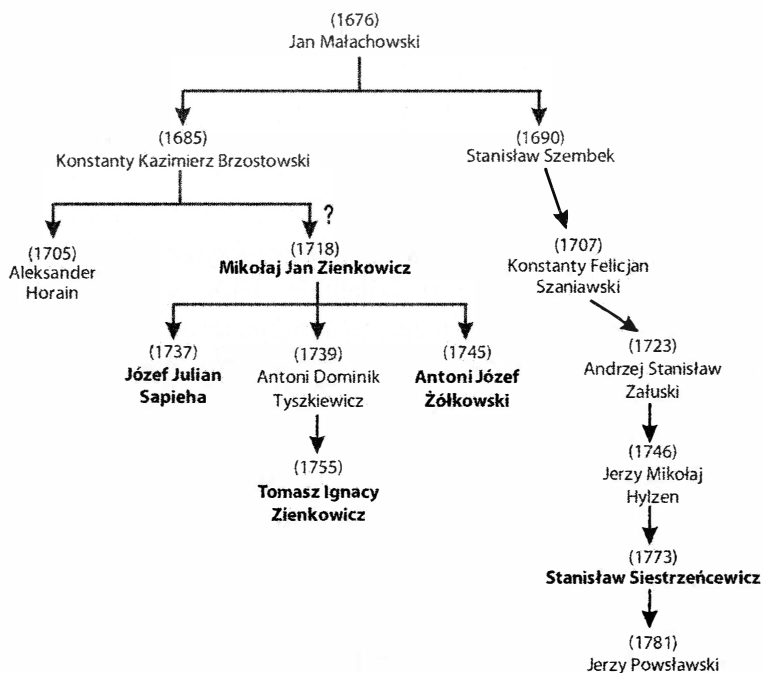 (1676)
Jan Małachowski
(1685)
Konstanty Kazimierz Brzostowski
(1690)
Stanisław Szembek
?
(1705)
Aleksander
Horain
(1718)
Mikołaj Jan Zienkowicz
(1707)
Konstanty Felicjan
Szaniawski
(1737)
Józef Julian
Sapieha
(1739)
Antoni Dominik
Tyszkiewicz
(1745)
Antoni Józef
Żółkowski
(1723)
Andrzej Stanisław
Załuski
(1755)
Tomasz Ignacy
Zienkowicz
(1746)
Jerzy Mikołaj
Hylzen
(1773)
Stanisław Siestrzeńcewicz
(1781)
Jerzy Powsławski